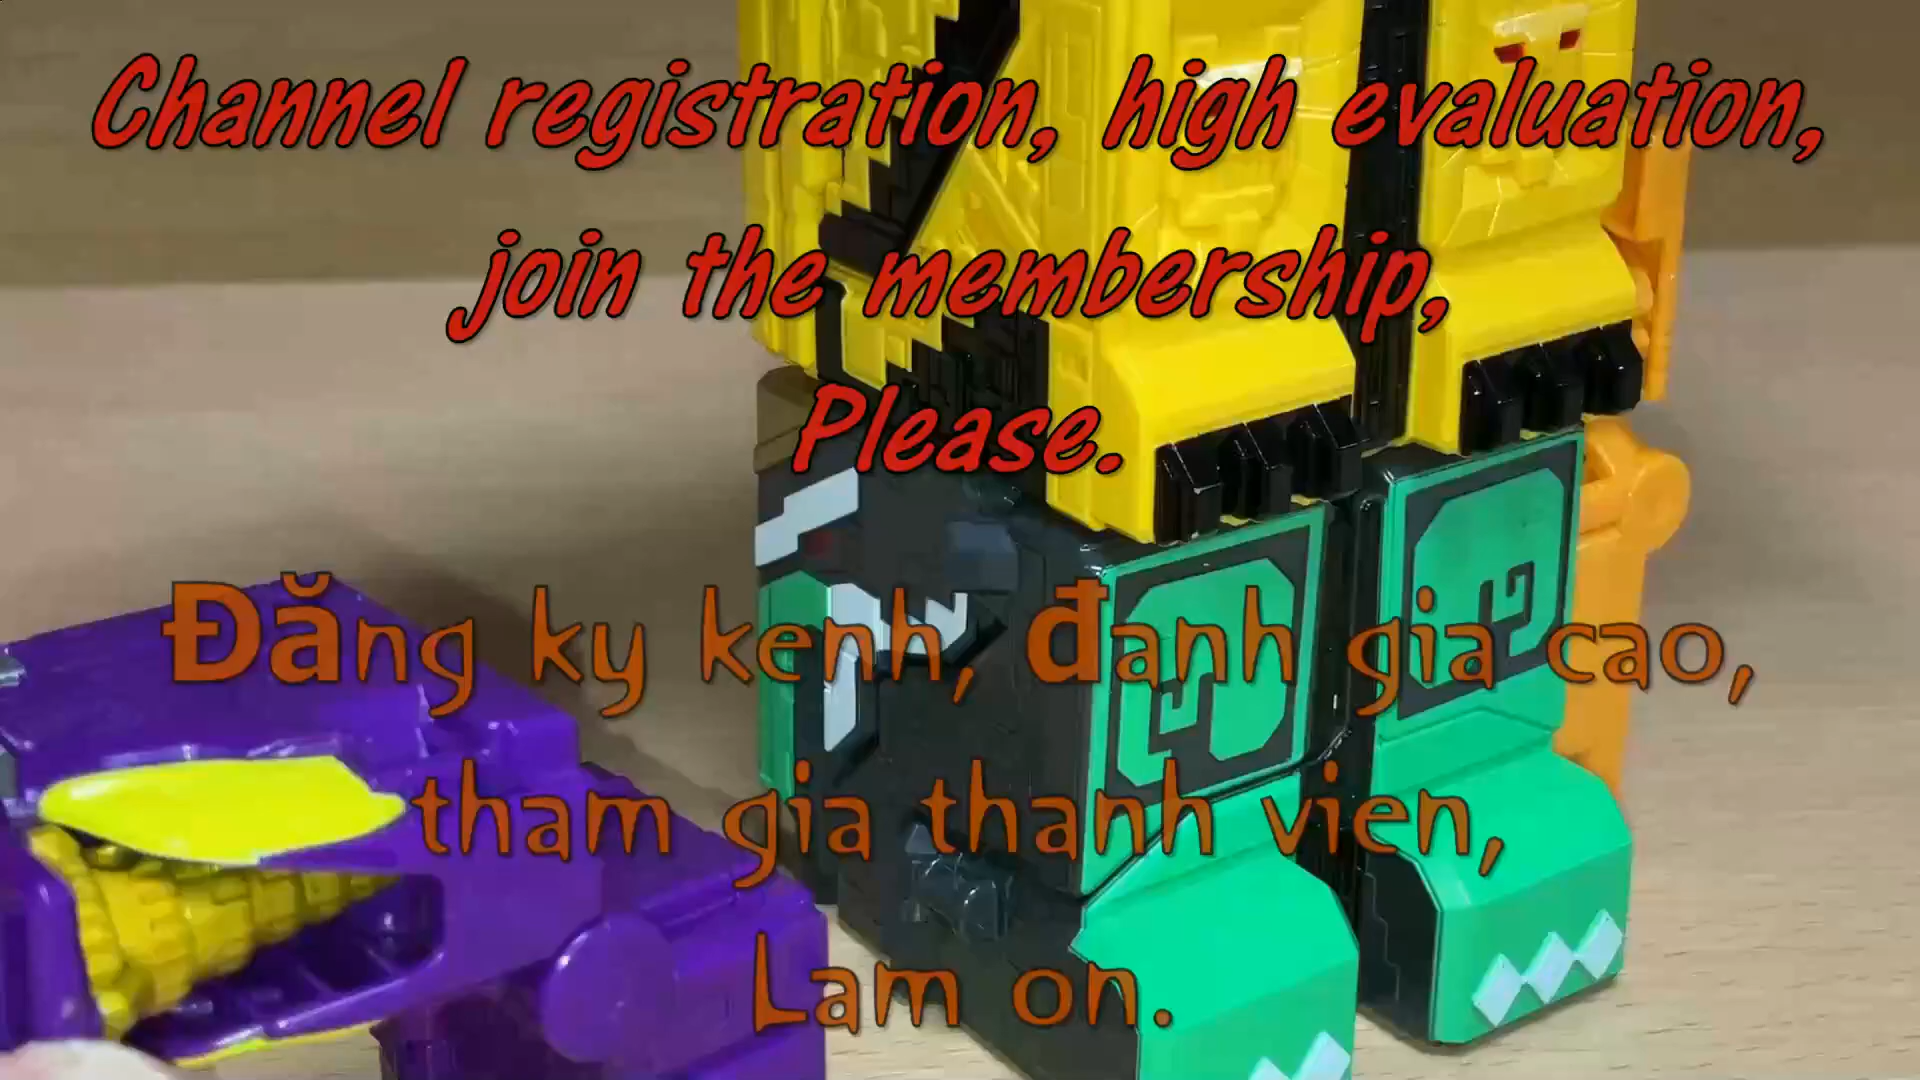 Channel registration, high evaluation,
join the membership,
Please.
Đăng ky kenh, đanh gia cao,
tham gia thanh vien,
Lam on.